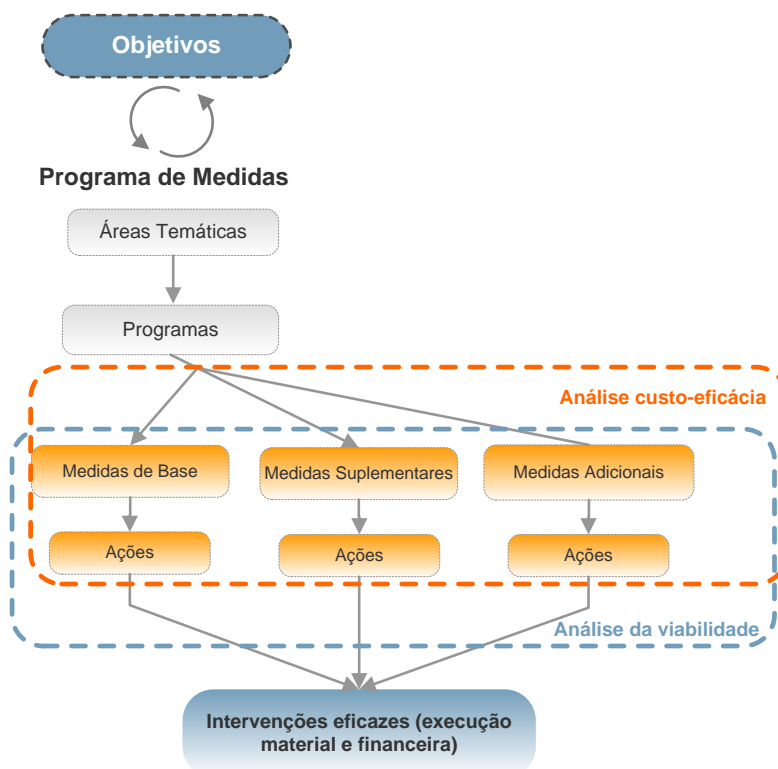 Objetivos
Programa de Medidas
Áreas Temáticas
Programas
Análise custo-eficácia
Medidas de Base
Medidas Suplementares
Medidas Adicionais
Ações
Ações
Ações
Análise da viabilidade
Intervenções eficazes (execução
material e financeira)